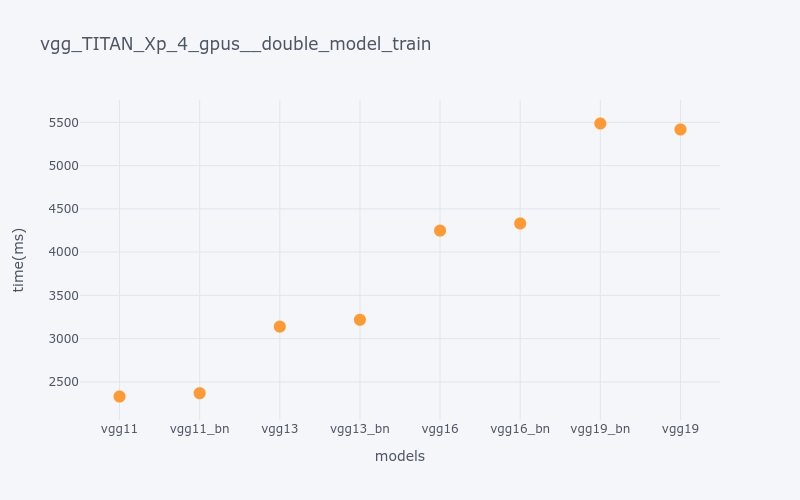 vgg_TITAN_Xp_4_gpus__double_model_train
time(ms)
5500
5000
4500
4000
3500
3000
2500
vgg11 vgg11_bn vgg13 vgg13_bn vgg16 vgg16_bn vgg19_bn vgg19
models